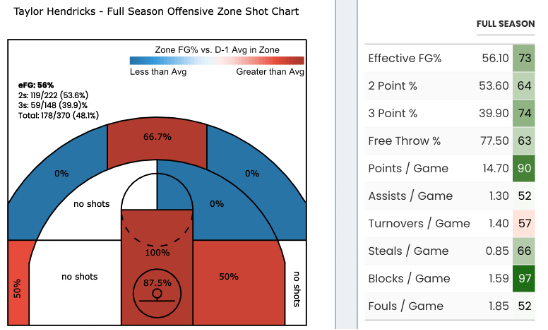 Taylor Hendricks - Full Season Offensive Zone Shot Chart
Zone FG% vs. D-1 Avg in Zone
Less than Avg
Greater than Avg
eFG: 56%
2s: 119/222 (53.6%)
3s: 59/148 (39.9)%
Total: 178/370 (48.1%)
66.7%
0%
0%
no shots
0%
100%
no shots
50%
87.5%
50%
no shots
FULL SEASON
Effective FG% 56.10 73
2 Point % 53.60 64
3 Point % 39.90 74
Free Throw % 77.50 63
Points / Game 14.70 90
Assists / Game 1.30 52
Turnovers / Game 1.40 57
Steals / Game 0.85 66
Blocks / Game 1.59 97
Fouls / Game 1.85 52